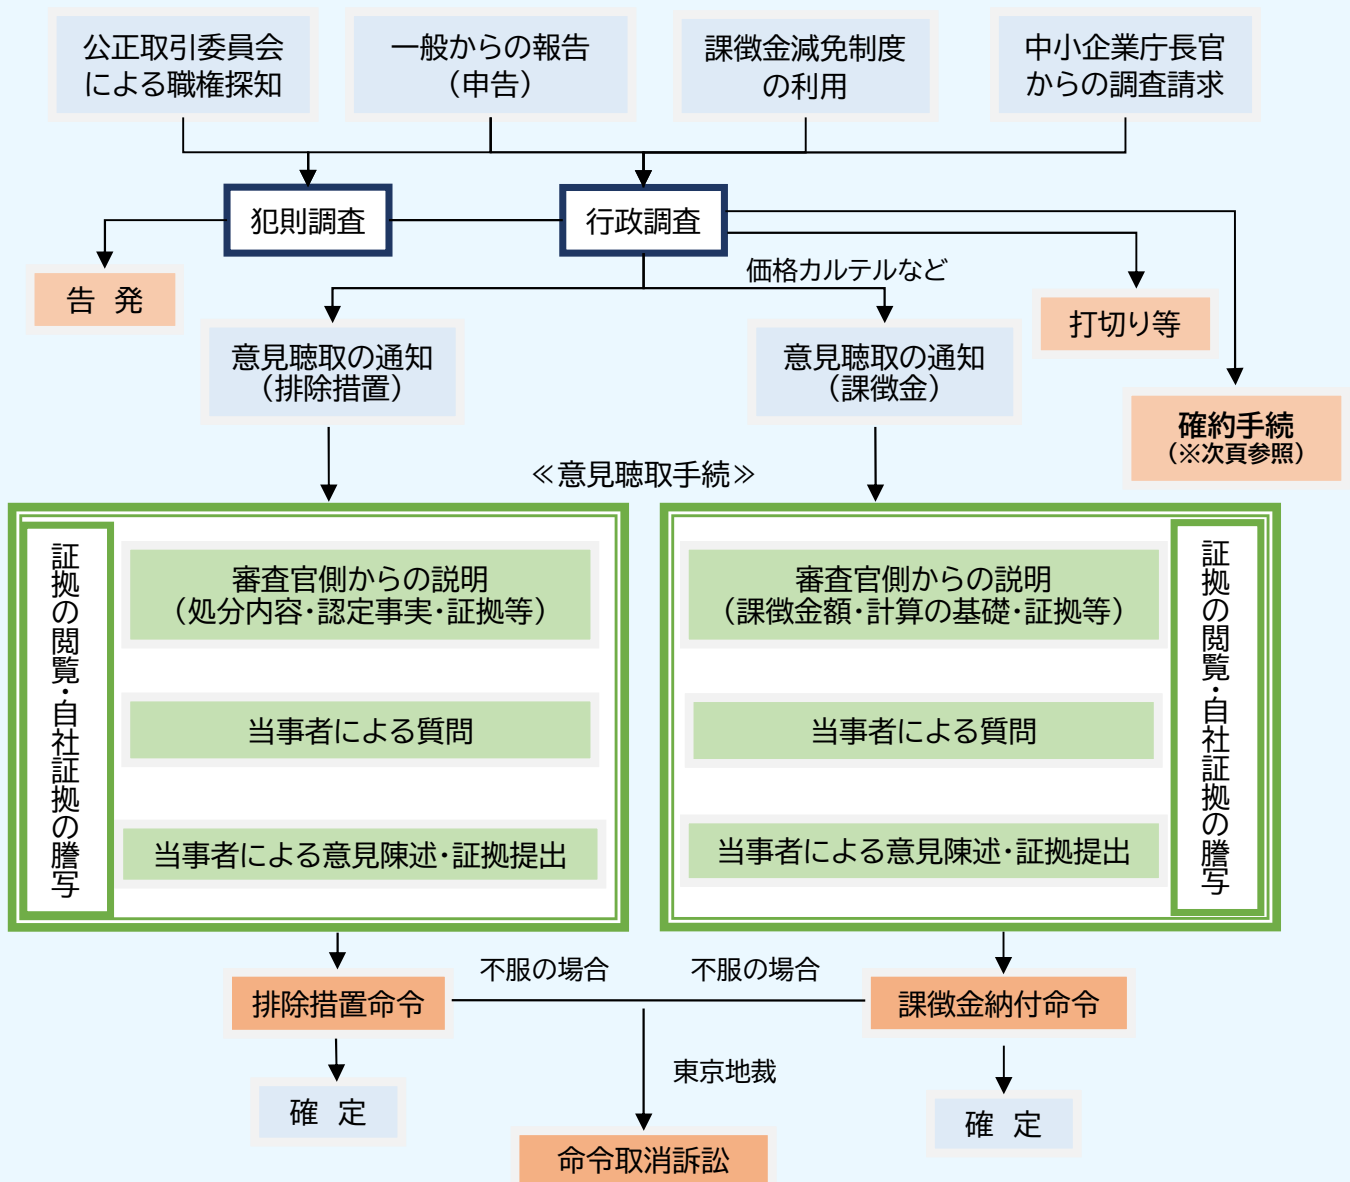 公正取引委員会
による職権探知
一般からの報告
（申告）
課徴金減免制度
の利用
中小企業庁長官
からの調査請求
犯則調査
行政調査
告 発
価格カルテルなど
打切り等
意見聴取の通知
（排除措置）
意見聴取の通知
（課徴金）
確約手続
（※次頁参照）
≪意見聴取手続≫
証拠の閲覧・自社証拠の謄写
審査官側からの説明
（処分内容・認定事実・証拠等）
当事者による質問
当事者による意見陳述・証拠提出
審査官側からの説明
（課徴金額・計算の基礎・証拠等）
当事者による質問
当事者による意見陳述・証拠提出
証拠の閲覧・自社証拠の謄写
不服の場合
不服の場合
排除措置命令
課徴金納付命令
東京地裁
確 定
確 定
命令取消訴訟